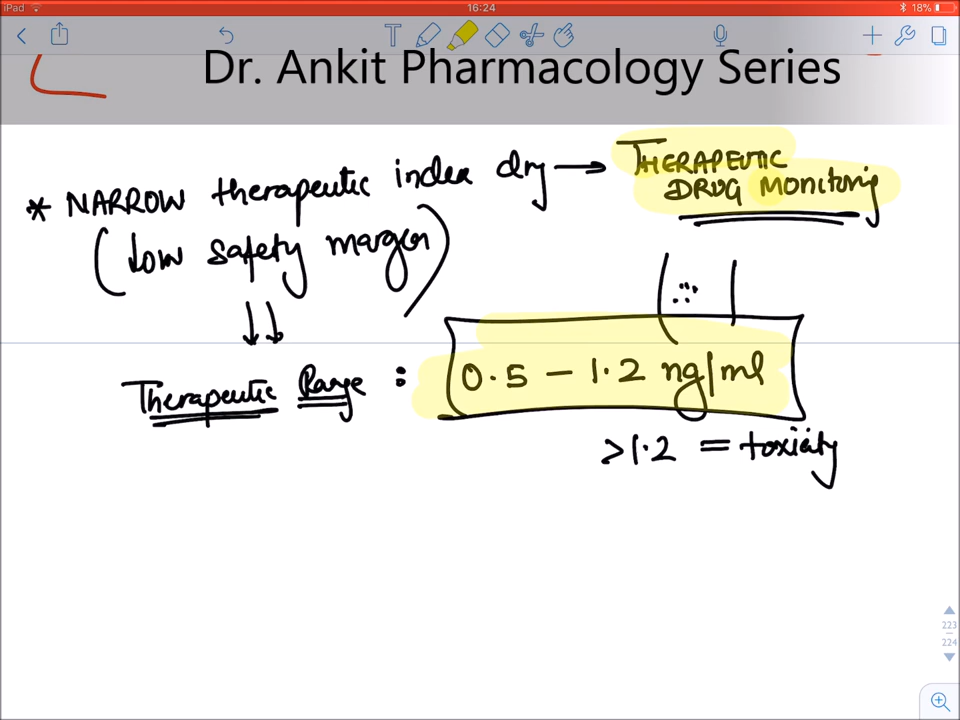 iPad 16:24 18%
T
Dr. Ankit Pharmacology Series
* NARROW therapeutic index drug → THERAPEUTIC DRUG Monitoring
(low safety margin)
Therapeutic Range : 0.5 – 1.2 ng/ml
>1.2 = toxicity
223
224